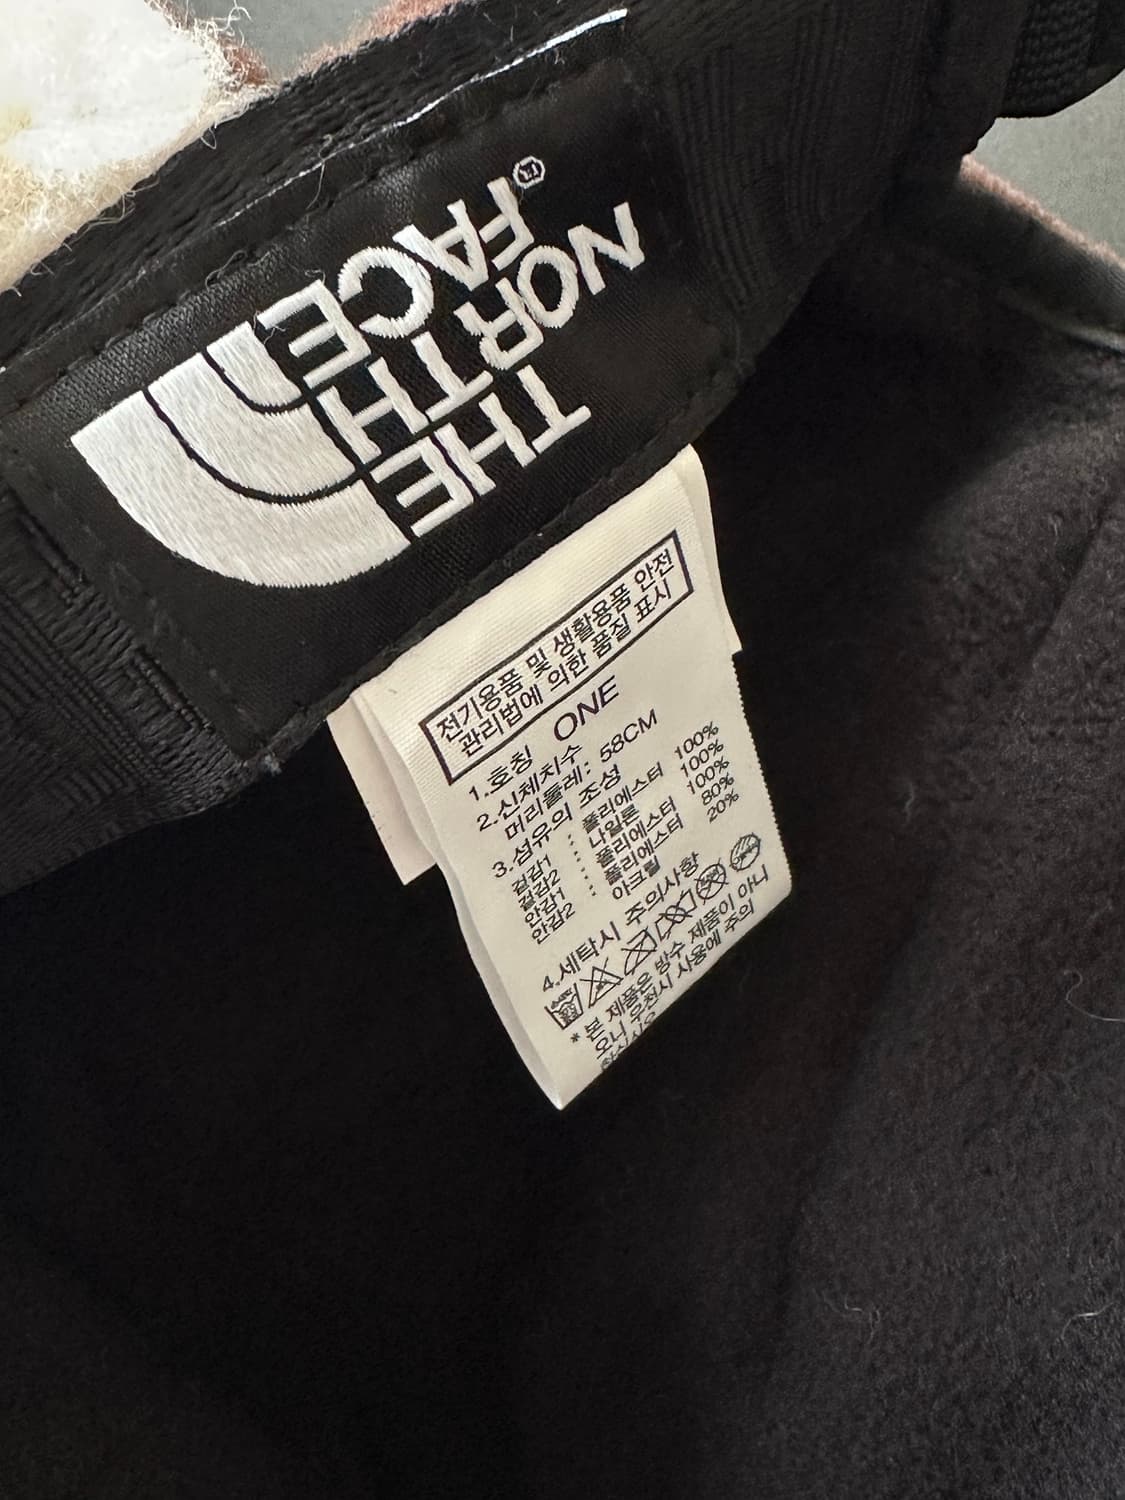 THE
NORTH
FACE
전기용품 및 생활용품 안전
관리법에 의한 품질 표시
1.호칭 ONE
2.신체치수
머리둘레: 58CM
3.섬유의 조성
겉감1 : 폴리에스터 100%
겉감2 : 나일론 100%
안감1 : 폴리에스터 100%
안감2 : 폴리에스터 80%
아크릴 20%
4.세탁시 주의사항
* 본 제품은 방수 제품이 아니
오니 우천시 사용에 주의
하십시오